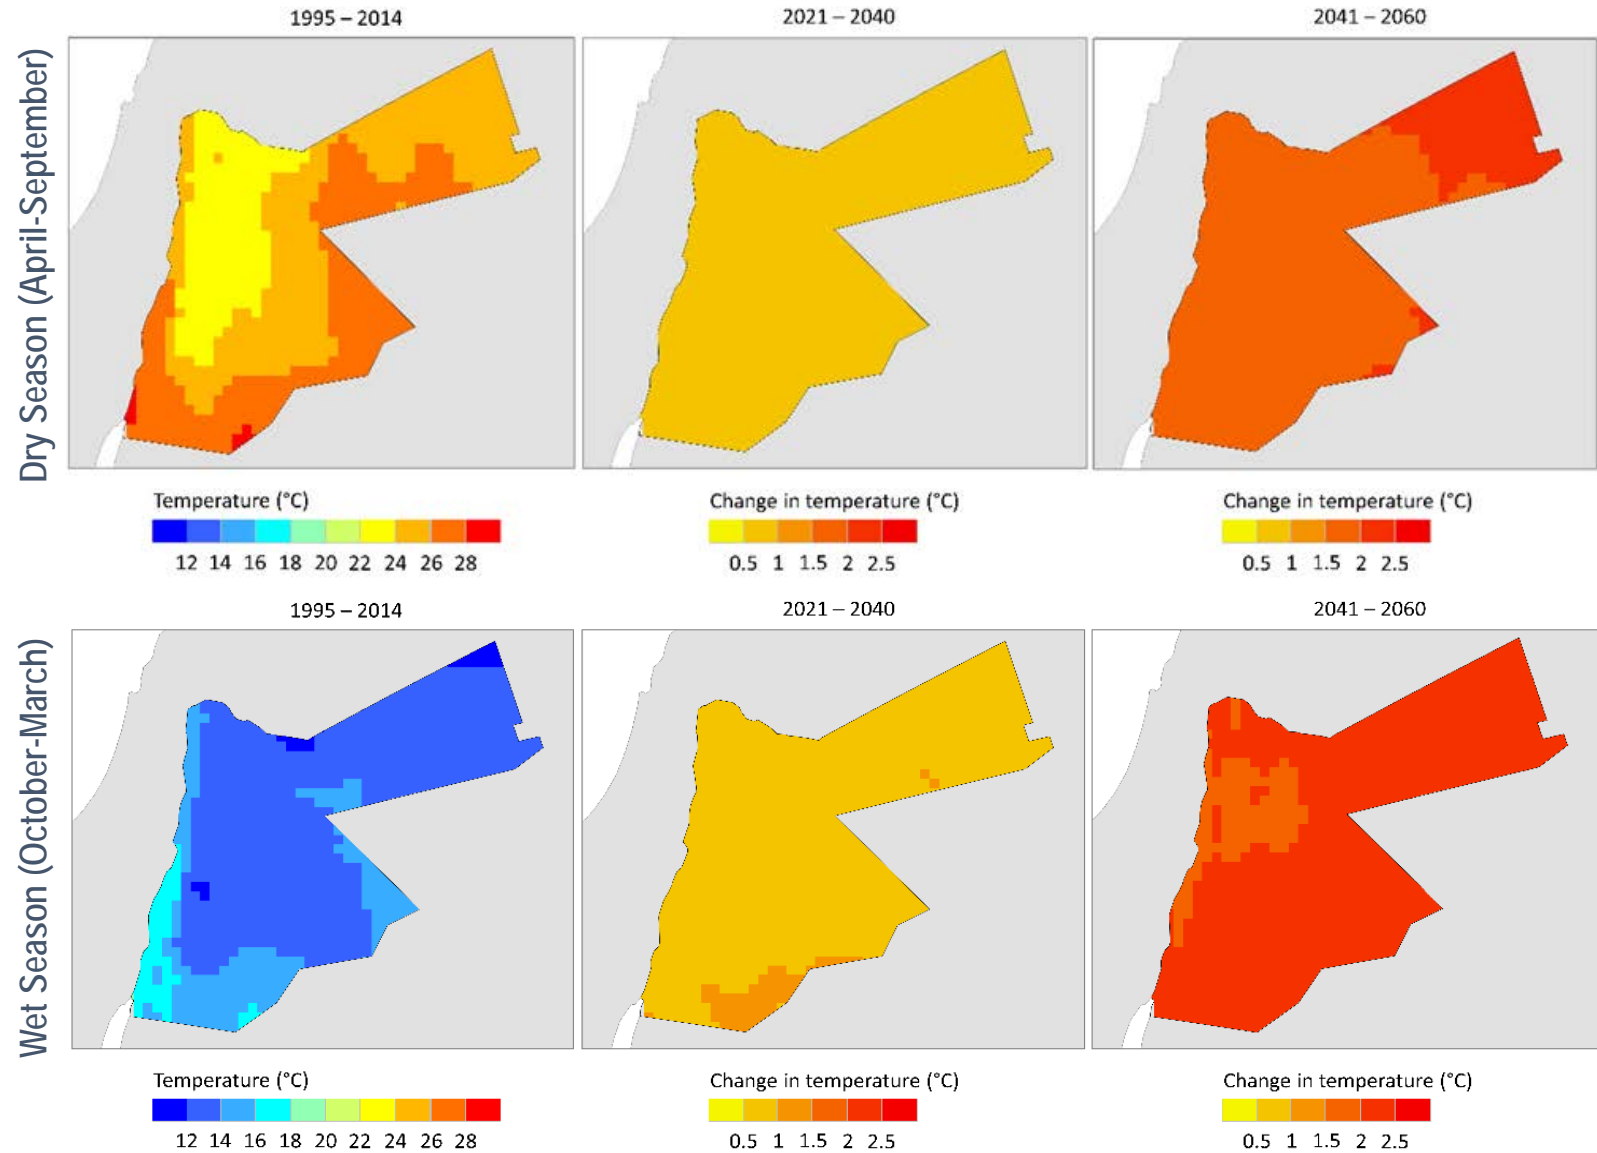 Dry Season (April-September)
1995 – 2014
2021 – 2040
2041 – 2060
Temperature (°C)
12 14 16 18 20 22 24 26 28
Change in temperature (°C)
0.5 1 1.5 2 2.5
Change in temperature (°C)
0.5 1 1.5 2 2.5
Wet Season (October-March)
1995 – 2014
2021 – 2040
2041 – 2060
Temperature (°C)
12 14 16 18 20 22 24 26 28
Change in temperature (°C)
0.5 1 1.5 2 2.5
Change in temperature (°C)
0.5 1 1.5 2 2.5